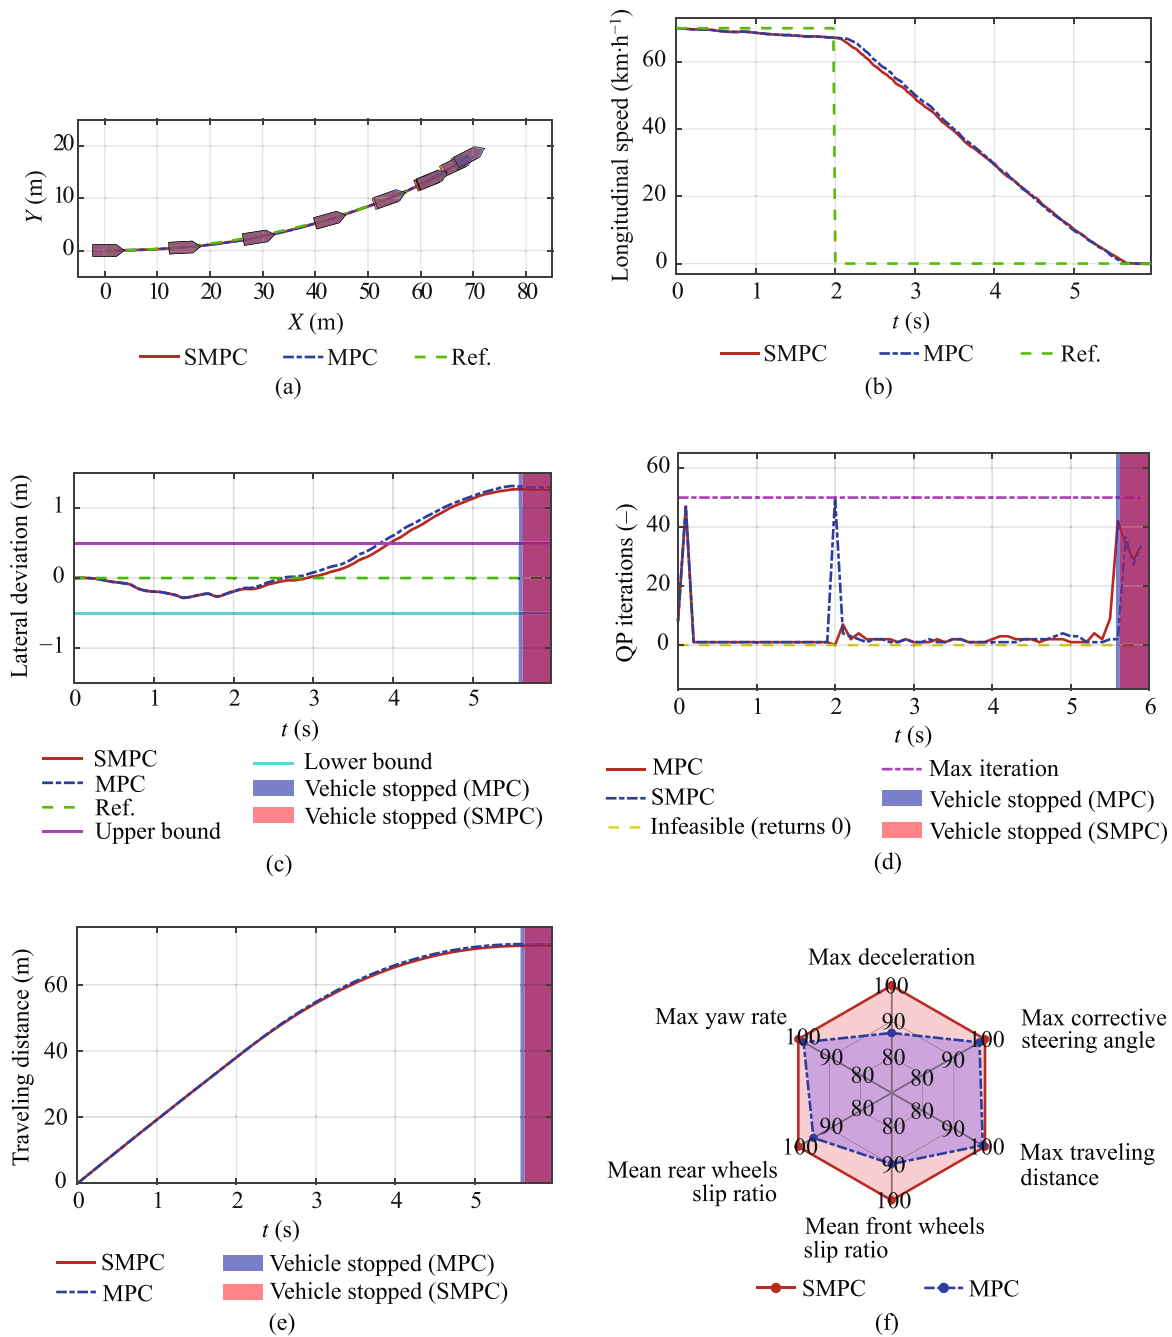 20
10
0
Y (m)
0 10 20 30 40 50 60 70 80
X (m)
SMPC MPC Ref.
(a)
60
40
20
0
Longitudinal speed (km·h⁻¹)
0 1 2 3 4 5
t (s)
SMPC MPC Ref.
(b)
1
0
−1
Lateral deviation (m)
0 1 2 3 4 5
t (s)
SMPC
MPC
Ref.
Upper bound
Lower bound
Vehicle stopped (MPC)
Vehicle stopped (SMPC)
(c)
60
40
20
0
QP iterations (−)
0 1 2 3 4 5 6
t (s)
MPC
SMPC
Infeasible (returns 0)
Max iteration
Vehicle stopped (MPC)
Vehicle stopped (SMPC)
(d)
60
40
20
0
Traveling distance (m)
0 1 2 3 4 5
t (s)
SMPC
MPC
Vehicle stopped (MPC)
Vehicle stopped (SMPC)
(e)
Max deceleration
100
90
80
Max corrective
steering angle
100
90
80
Max traveling
distance
100
90
80
Mean front wheels
slip ratio
100
90
80
Mean rear wheels
slip ratio
100
90
80
Max yaw rate
100
90
80
SMPC MPC
(f)